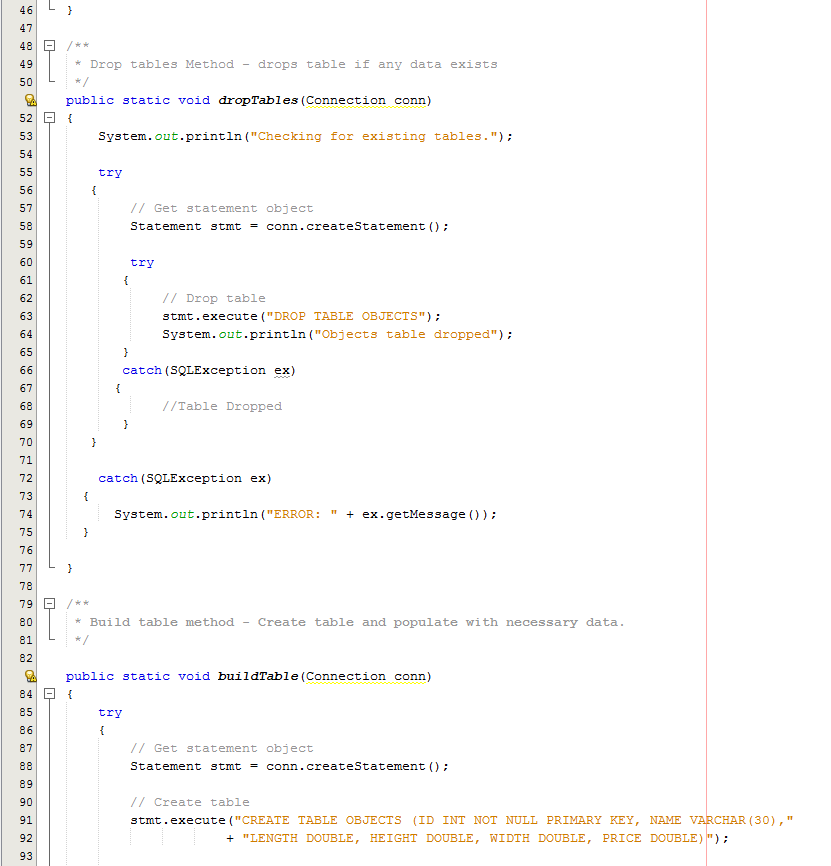 46 }
47
48 /**
49 * Drop tables Method - drops table if any data exists
50 */
public static void dropTables(Connection conn)
52 {
53 System.out.println("Checking for existing tables.");
54
55 try
56 {
57 // Get statement object
58 Statement stmt = conn.createStatement();
59
60 try
61 {
62 // Drop table
63 stmt.execute("DROP TABLE OBJECTS");
64 System.out.println("Objects table dropped");
65 }
66 catch(SQLException ex)
67 {
68 //Table Dropped
69 }
70 }
71
72 catch(SQLException ex)
73 {
74 System.out.println("ERROR: " + ex.getMessage());
75 }
76
77 }
78
79 /**
80 * Build table method - Create table and populate with necessary data.
81 */
82
public static void buildTable(Connection conn)
84 {
85 try
86 {
87 // Get statement object
88 Statement stmt = conn.createStatement();
89
90 // Create table
91 stmt.execute("CREATE TABLE OBJECTS (ID INT NOT NULL PRIMARY KEY, NAME VARCHAR(30),"
92 + "LENGTH DOUBLE, HEIGHT DOUBLE, WIDTH DOUBLE, PRICE DOUBLE)");
93